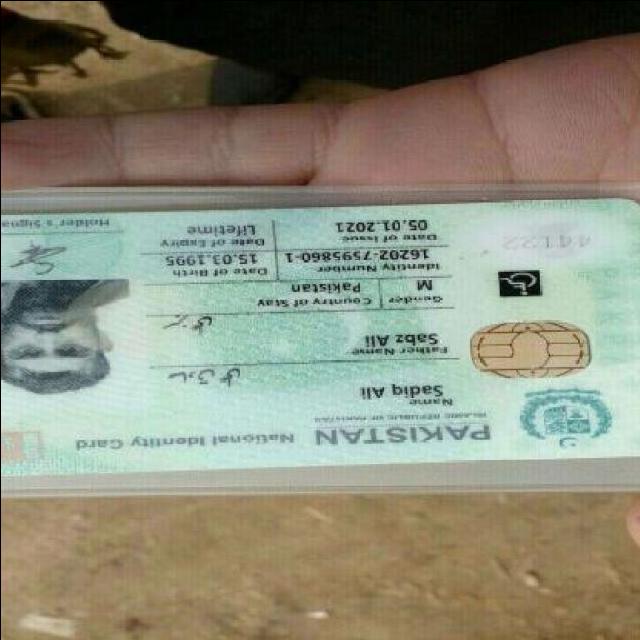 PAKISTAN National Identity Card
ISLAMIC REPUBLIC OF PAKISTAN
Name
Sadiq Ali
Father Name
Sabz Ali
Gender Country of Stay
M Pakistan
Identity Number Date of Birth
16202-7595860-1 15.03.1995
Date of Issue Date of Expiry
05.01.2021 Lifetime
Holder's Signa
44122